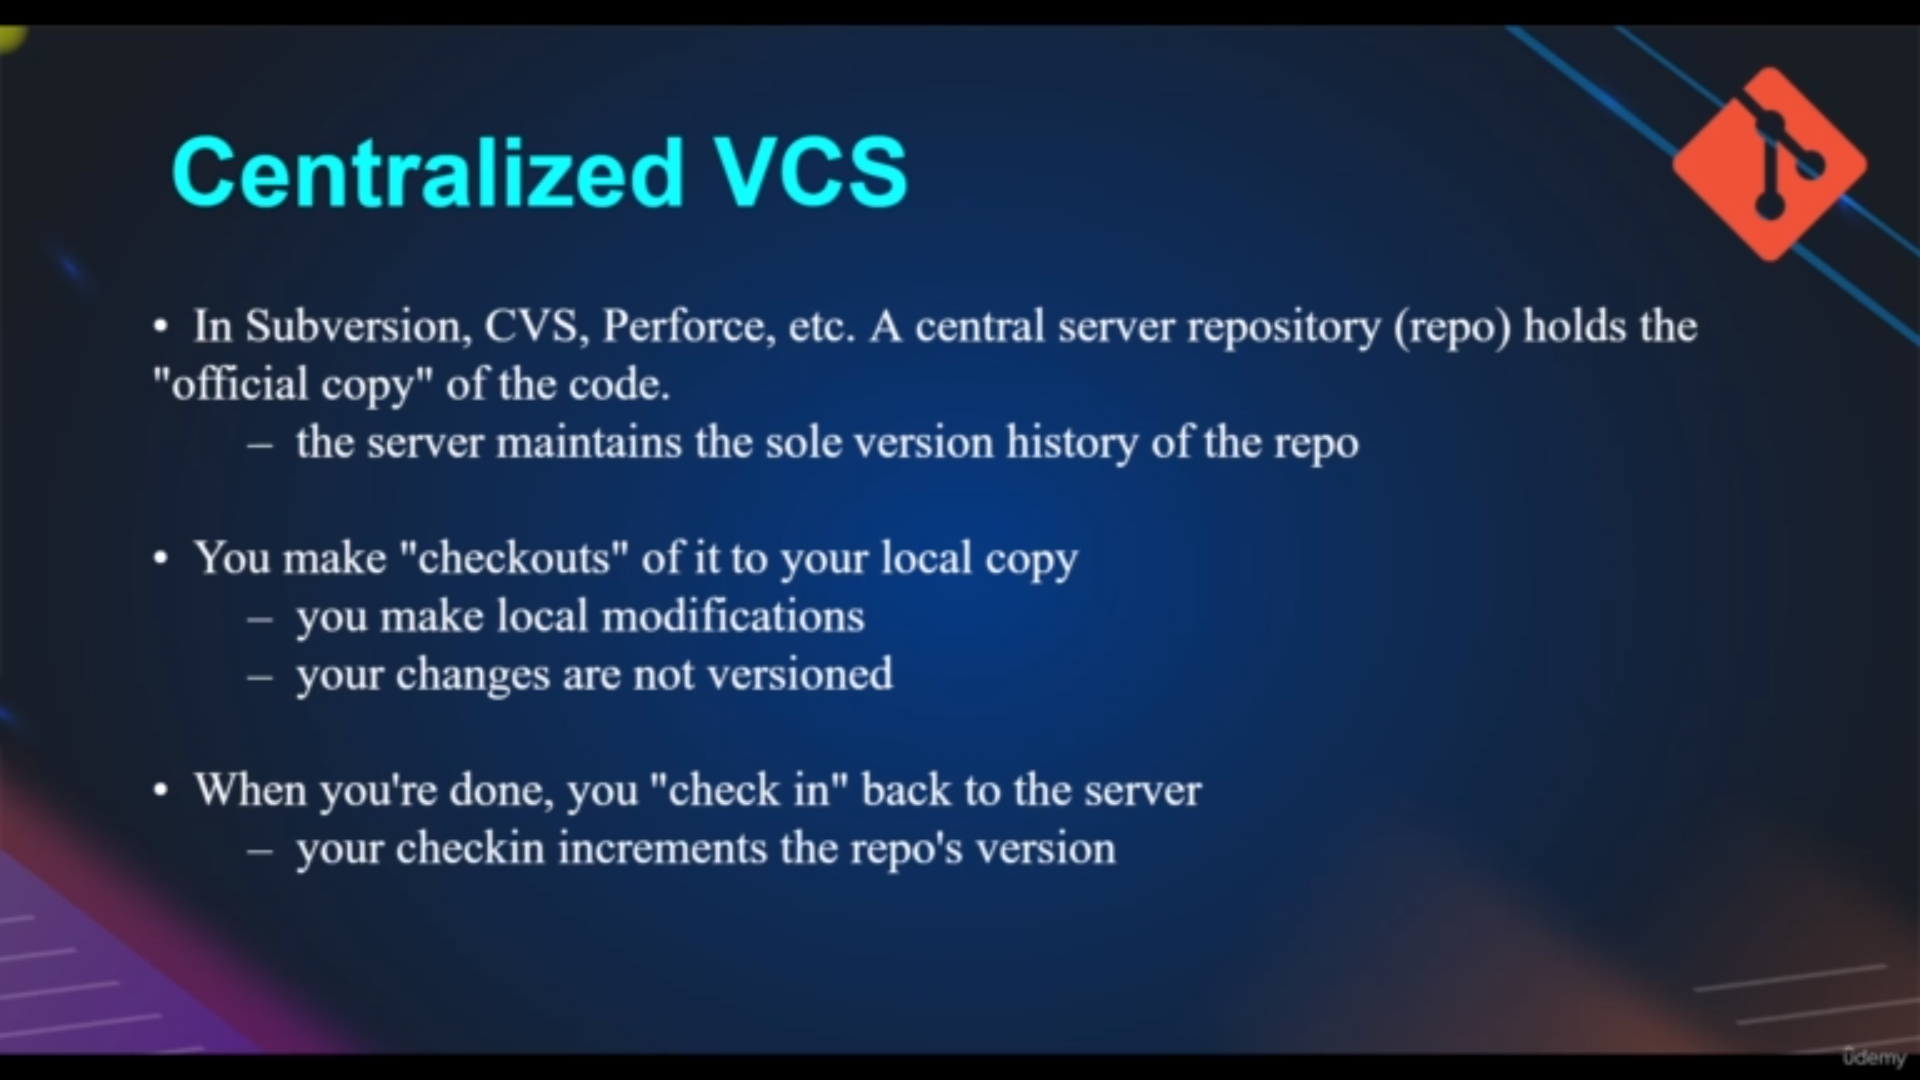 Centralized VCS
• In Subversion, CVS, Perforce, etc. A central server repository (repo) holds the
"official copy" of the code.
– the server maintains the sole version history of the repo
• You make "checkouts" of it to your local copy
– you make local modifications
– your changes are not versioned
• When you're done, you "check in" back to the server
– your checkin increments the repo's version
ûdemy